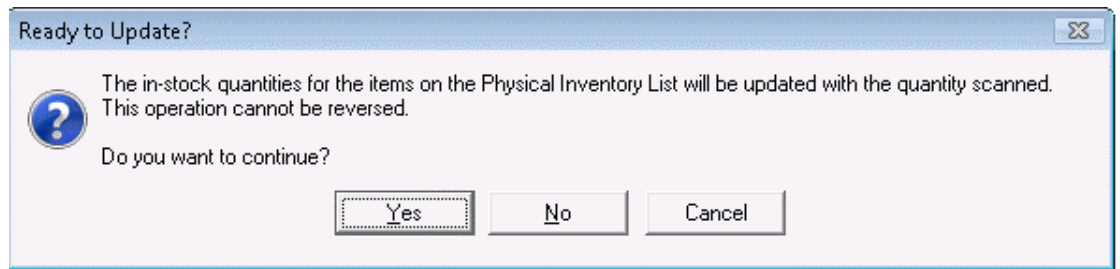 Ready to Update?
The in-stock quantities for the items on the Physical Inventory List will be updated with the quantity scanned.
This operation cannot be reversed.
Do you want to continue?
Yes No Cancel